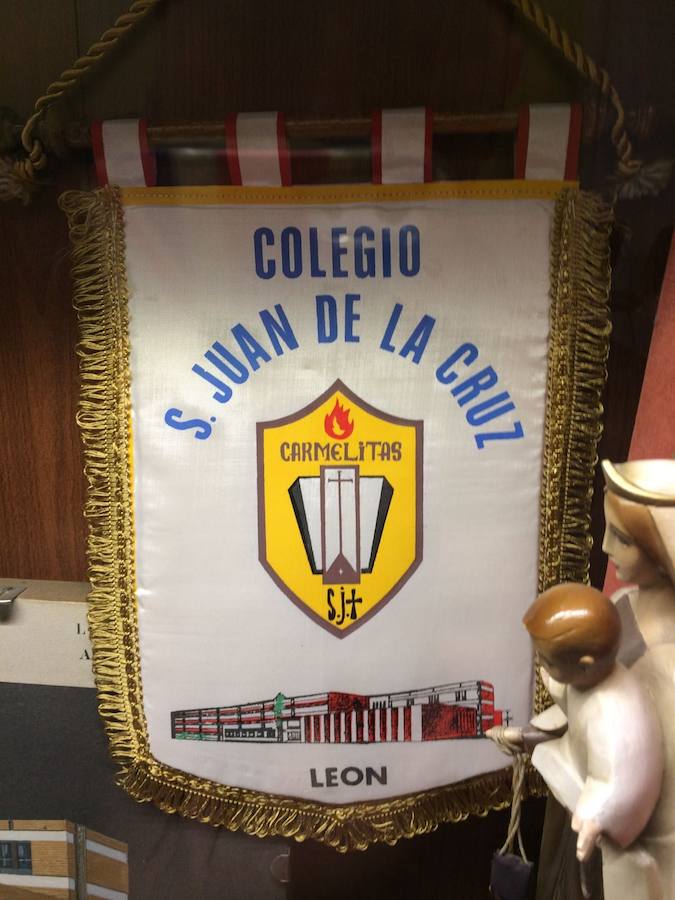 COLEGIO
S. JUAN DE LA CRUZ
CARMELITAS
S.J.✝
LEON
L
A